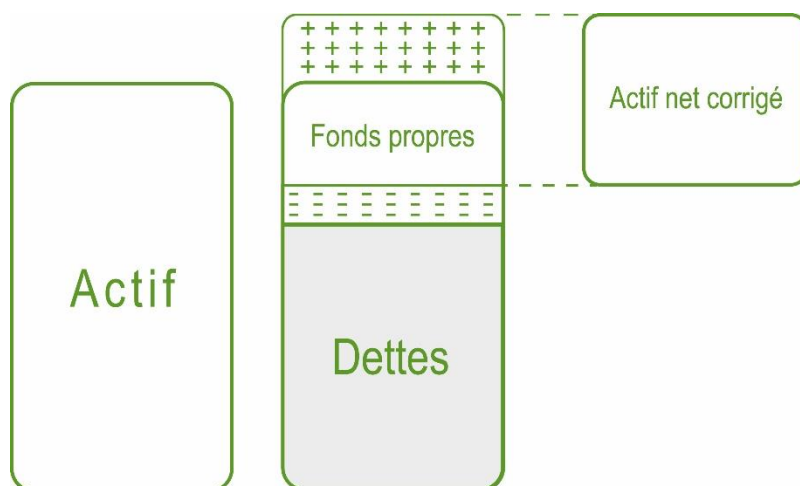 + + + + + + + +
+ + + + + + + +
+ + + + + + + +
Actif net corrigé
Fonds propres
- - - - - - - - -
- - - - - - - - -
- - - - - - - - -
Actif
Dettes